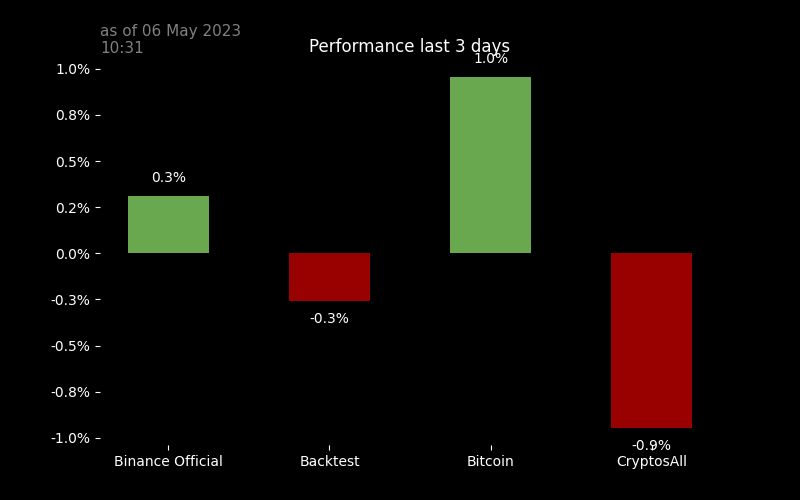 as of 06 May 2023
10:31
Performance last 3 days
1.0%
0.8%
0.5%
0.2%
0.0%
-0.3%
-0.5%
-0.8%
-1.0%
0.3%
-0.3%
1.0%
-0.9%
Binance Official
Backtest
Bitcoin
CryptosAll